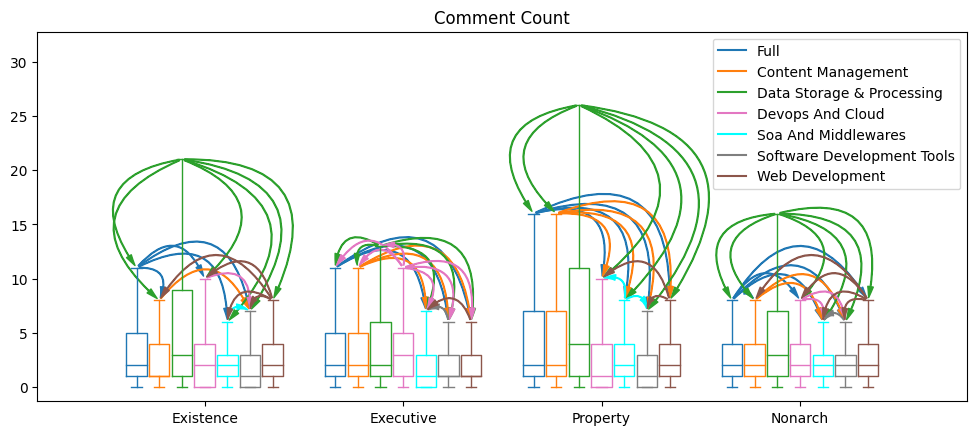 Comment Count
30
25
20
15
10
5
0
Full
Content Management
Data Storage & Processing
Devops And Cloud
Soa And Middlewares
Software Development Tools
Web Development
Existence
Executive
Property
Nonarch